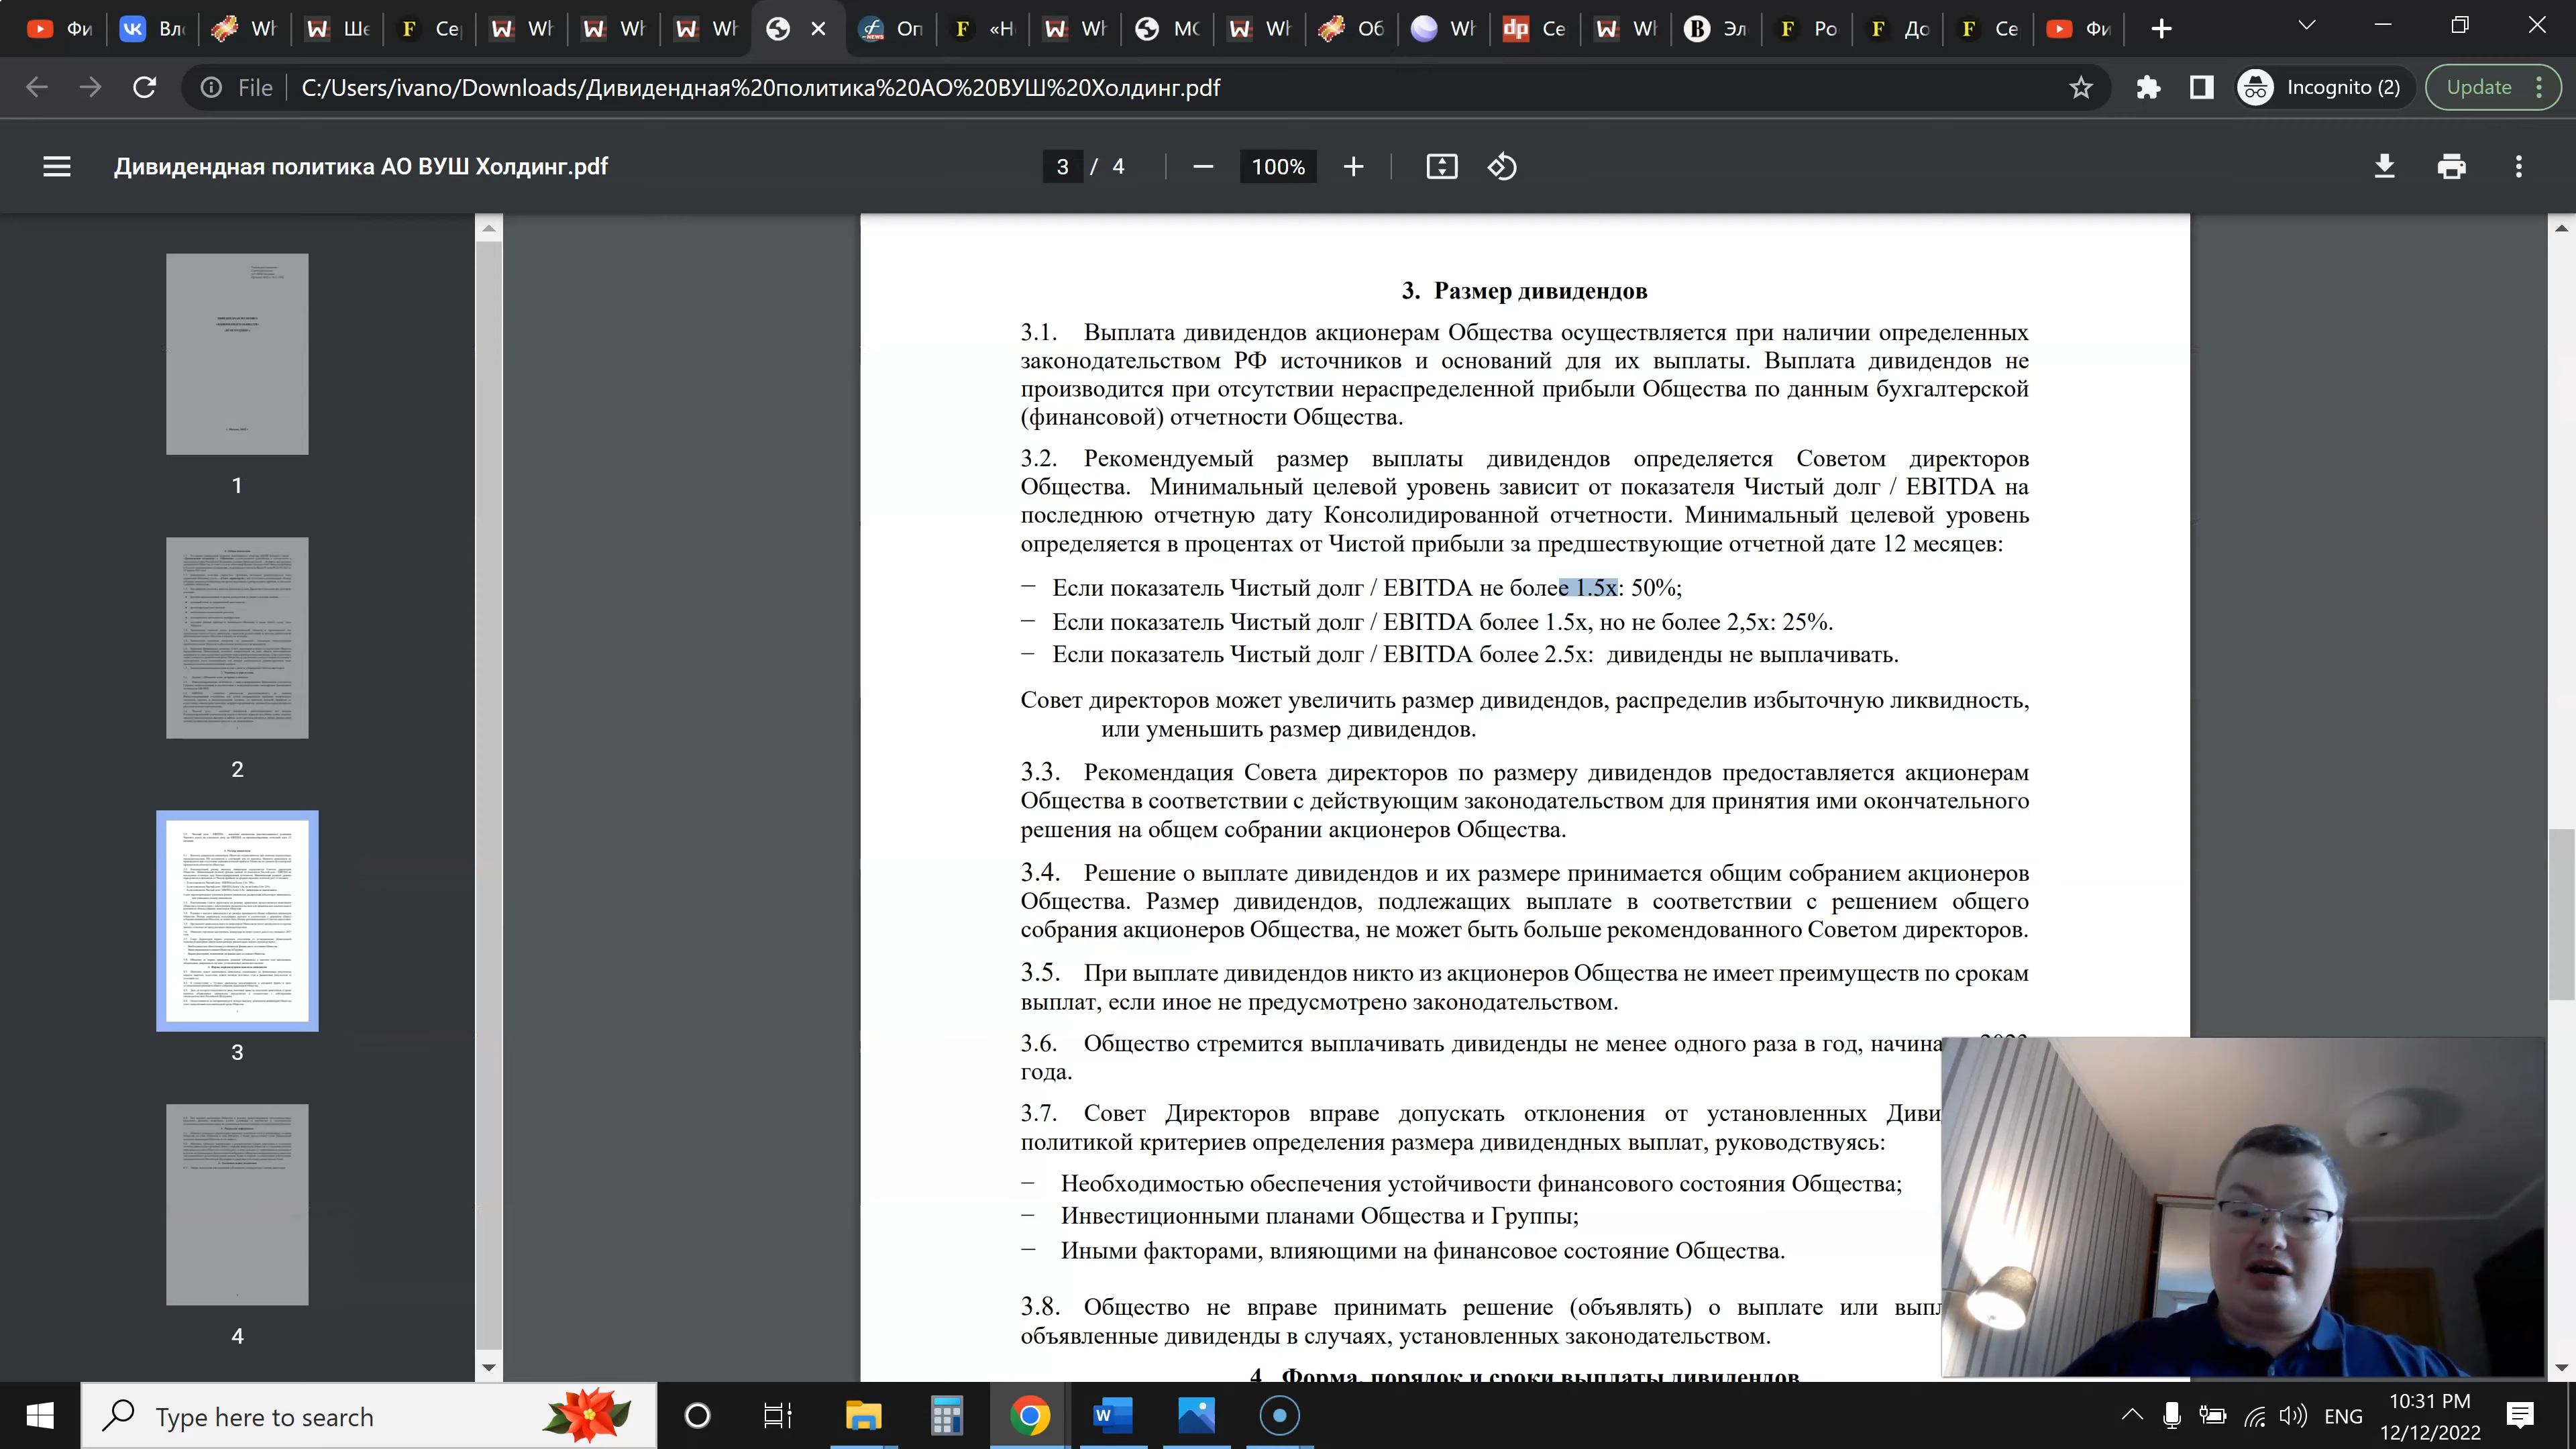 Фи
Вл
Wh
Ше
Се
Wh
Wh
Wh
Оп
«Н
Wh
МС
Wh
Об
Wh
Се
Wh
Эл
Ро
До
Се
Фи
File
C:/Users/ivano/Downloads/Дивидендная%20политика%20АО%20ВУШ%20Холдинг.pdf
Incognito (2)
Update
Дивидендная политика АО ВУШ Холдинг.pdf
3 / 4
100%
1
2
3
4
3. Размер дивидендов
3.1. Выплата дивидендов акционерам Общества осуществляется при наличии определенных
законодательством РФ источников и оснований для их выплаты. Выплата дивидендов не
производится при отсутствии нераспределенной прибыли Общества по данным бухгалтерской
(финансовой) отчетности Общества.
3.2. Рекомендуемый размер выплаты дивидендов определяется Советом директоров
Общества. Минимальный целевой уровень зависит от показателя Чистый долг / EBITDA на
последнюю отчетную дату Консолидированной отчетности. Минимальный целевой уровень
определяется в процентах от Чистой прибыли за предшествующие отчетной дате 12 месяцев:
– Если показатель Чистый долг / EBITDA не более 1.5x: 50%;
– Если показатель Чистый долг / EBITDA более 1.5x, но не более 2,5x: 25%.
– Если показатель Чистый долг / EBITDA более 2.5x: дивиденды не выплачивать.
Совет директоров может увеличить размер дивидендов, распределив избыточную ликвидность,
или уменьшить размер дивидендов.
3.3. Рекомендация Совета директоров по размеру дивидендов предоставляется акционерам
Общества в соответствии с действующим законодательством для принятия ими окончательного
решения на общем собрании акционеров Общества.
3.4. Решение о выплате дивидендов и их размере принимается общим собранием акционеров
Общества. Размер дивидендов, подлежащих выплате в соответствии с решением общего
собрания акционеров Общества, не может быть больше рекомендованного Советом директоров.
3.5. При выплате дивидендов никто из акционеров Общества не имеет преимуществ по срокам
выплат, если иное не предусмотрено законодательством.
3.6. Общество стремится выплачивать дивиденды не менее одного раза в год, начина
года.
3.7. Совет Директоров вправе допускать отклонения от установленных Диви
политикой критериев определения размера дивидендных выплат, руководствуясь:
– Необходимостью обеспечения устойчивости финансового состояния Общества;
– Инвестиционными планами Общества и Группы;
– Иными факторами, влияющими на финансовое состояние Общества.
3.8. Общество не вправе принимать решение (объявлять) о выплате или выпл
объявленные дивиденды в случаях, установленных законодательством.
4 Форма, порядок и сроки выплаты дивидендов
Type here to search
ENG
10:31 PM
12/12/2022